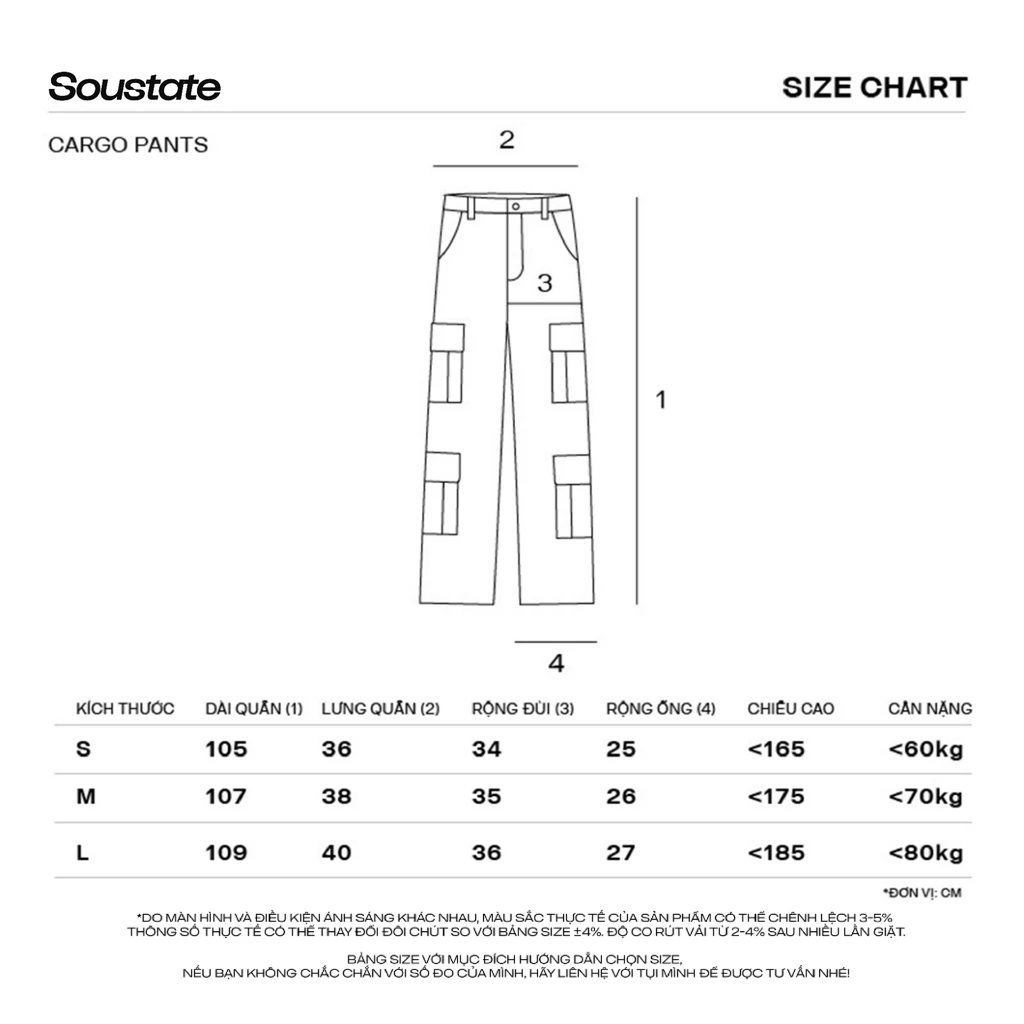 Soustate
SIZE CHART
CARGO PANTS
2
3
1
4
KÍCH THƯỚC DÀI QUẦN (1) LƯNG QUẦN (2) RỘNG ĐÙI (3) RỘNG ỐNG (4) CHIỀU CAO CÂN NẶNG
S 105 36 34 25 <165 <60kg
M 107 38 35 26 <175 <70kg
L 109 40 36 27 <185 <80kg
*ĐƠN VỊ: CM
*DO MÀN HÌNH VÀ ĐIỀU KIỆN ÁNH SÁNG KHÁC NHAU, MÀU SẮC THỰC TẾ CỦA SẢN PHẨM CÓ THỂ CHÊNH LỆCH 3-5%
THÔNG SỐ THỰC TẾ CÓ THỂ THAY ĐỔI ĐÔI CHÚT SO VỚI BẢNG SIZE ±4%. ĐỘ CO RÚT VẢI TỪ 2-4% SAU NHIỀU LẦN GIẶT.
BẢNG SIZE VỚI MỤC ĐÍCH HƯỚNG DẪN CHỌN SIZE,
NẾU BẠN KHÔNG CHẮC CHẮN VỚI SỐ ĐO CỦA MÌNH, HÃY LIÊN HỆ VỚI TỤI MÌNH ĐỂ ĐƯỢC TƯ VẤN NHÉ!